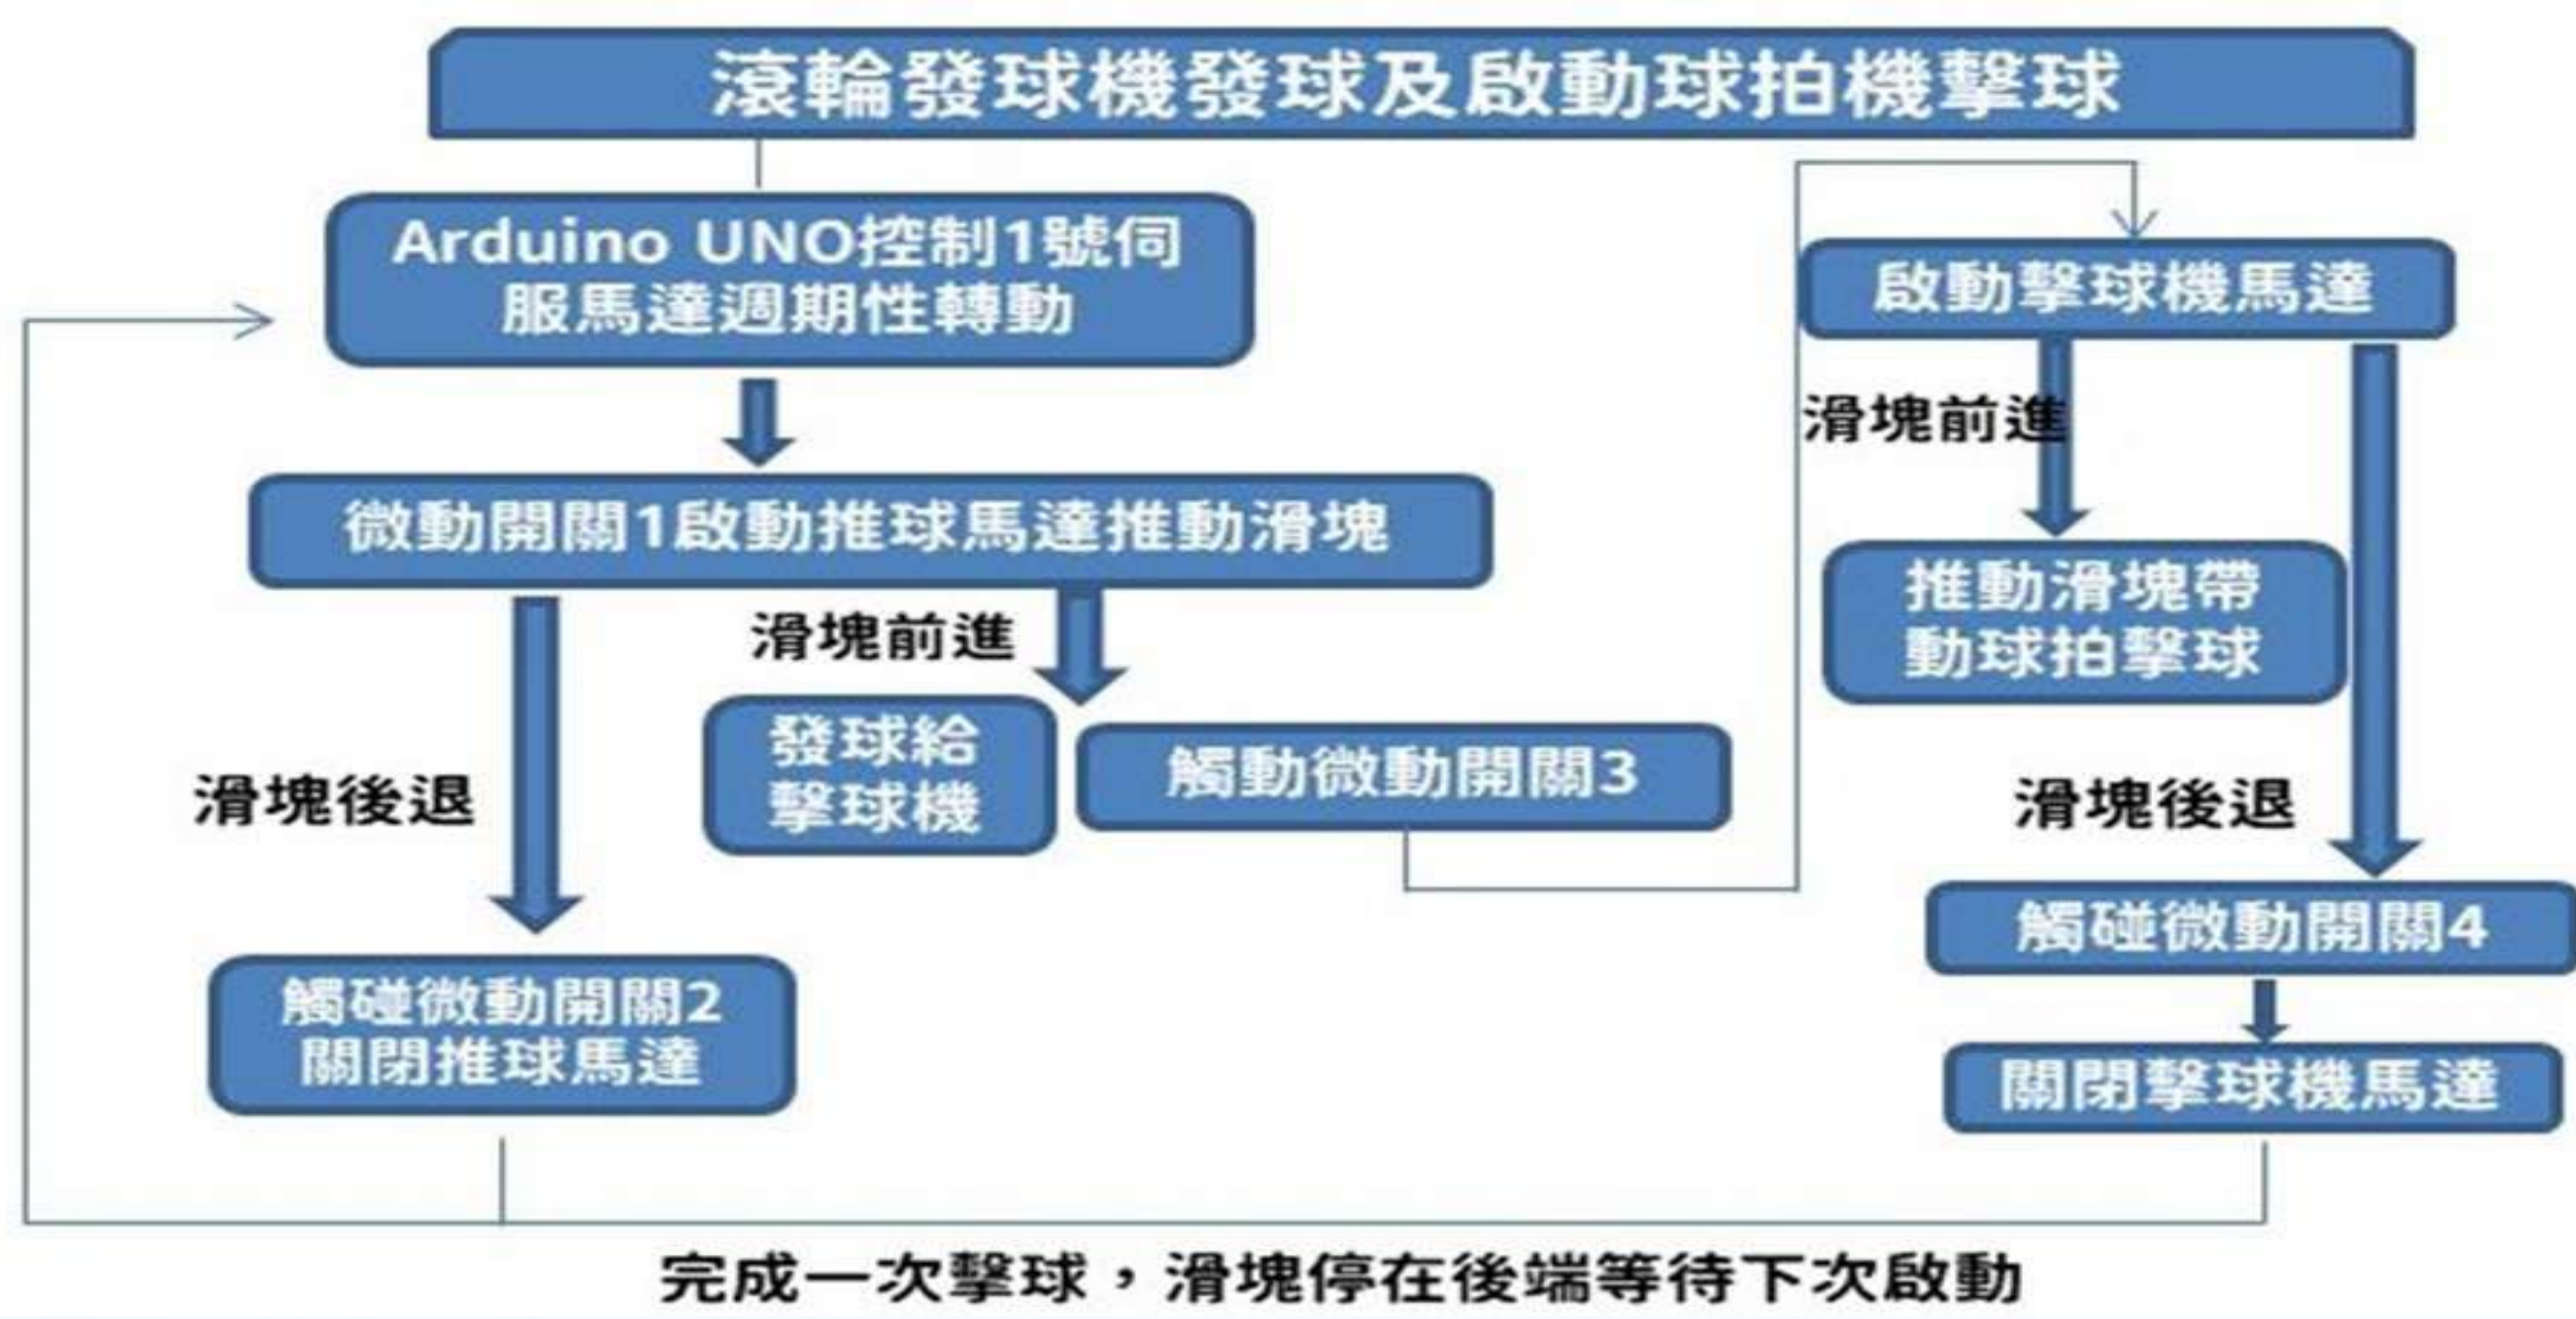 滾輪發球機發球及啟動球拍機擊球
Arduino UNO控制1號伺
服馬達週期性轉動
微動開關1啟動推球馬達推動滑塊
滑塊前進
發球給
擊球機
觸動微動開關3
滑塊後退
觸碰微動開關2
關閉推球馬達
啟動擊球機馬達
滑塊前進
推動滑塊帶
動球拍擊球
滑塊後退
觸碰微動開關4
關閉擊球機馬達
完成一次擊球，滑塊停在後端等待下次啟動